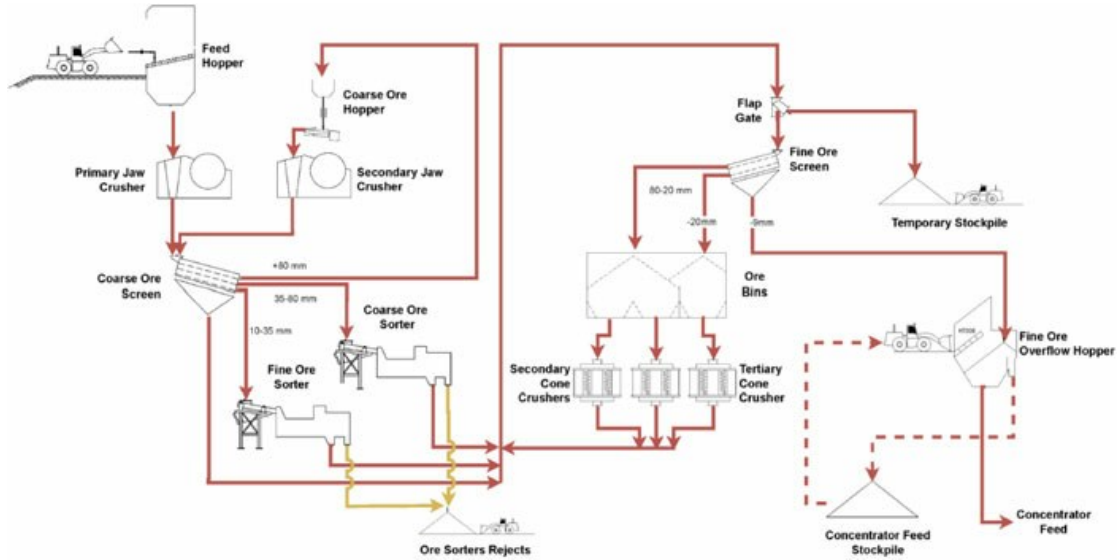 Feed
Hopper
Coarse Ore
Hopper
Flap
Gate
Fine Ore
Screen
Primary Jaw
Crusher
Secondary Jaw
Crusher
80-20 mm
-20mm
-9mm
Temporary Stockpile
+80 mm
Coarse Ore
Screen
35-80 mm
Ore
Bins
10-35 mm
Coarse Ore
Sorter
Fine Ore
Overflow Hopper
Fine Ore
Sorter
Secondary
Cone
Crushers
Tertiary
Cone
Crusher
Ore Sorters Rejects
Concentrator Feed
Stockpile
Concentrator
Feed